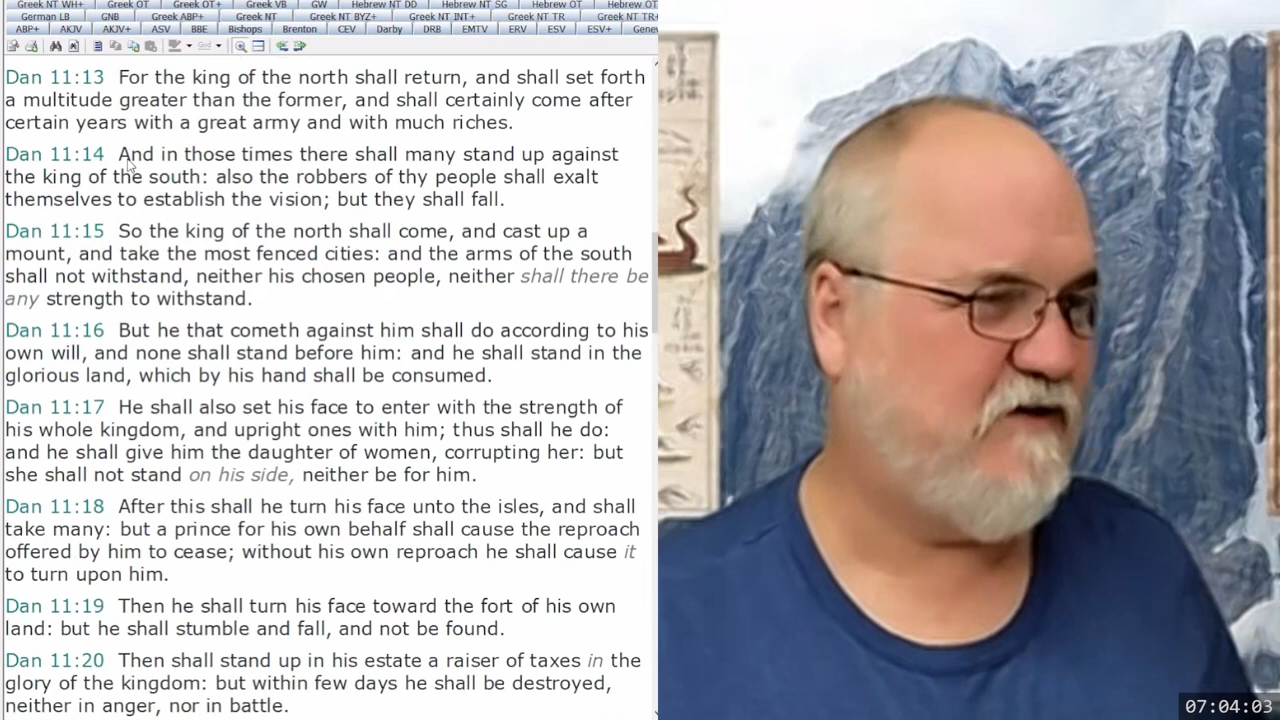 Greek NT WH+ Greek OT Greek OT+ Greek VB GW Hebrew NT DD Hebrew NT SG Hebrew OT Hebrew OT
German LB GNB Greek ABP+ Greek NT Greek NT BYZ+ Greek NT INT+ Greek NT TR Greek NT TR+
ABP+ AKJV AKJV+ ASV BBE Bishops Brenton CEV Darby DRB EMTV ERV ESV ESV+
Dan 11:13 For the king of the north shall return, and shall set forth
a multitude greater than the former, and shall certainly come after
certain years with a great army and with much riches.
Dan 11:14 And in those times there shall many stand up against
the king of the south: also the robbers of thy people shall exalt
themselves to establish the vision; but they shall fall.
Dan 11:15 So the king of the north shall come, and cast up a
mount, and take the most fenced cities: and the arms of the south
shall not withstand, neither his chosen people, neither shall there be
any strength to withstand.
Dan 11:16 But he that cometh against him shall do according to his
own will, and none shall stand before him: and he shall stand in the
glorious land, which by his hand shall be consumed.
Dan 11:17 He shall also set his face to enter with the strength of
his whole kingdom, and upright ones with him; thus shall he do:
and he shall give him the daughter of women, corrupting her: but
she shall not stand on his side, neither be for him.
Dan 11:18 After this shall he turn his face unto the isles, and shall
take many: but a prince for his own behalf shall cause the reproach
offered by him to cease; without his own reproach he shall cause it
to turn upon him.
Dan 11:19 Then he shall turn his face toward the fort of his own
land: but he shall stumble and fall, and not be found.
Dan 11:20 Then shall stand up in his estate a raiser of taxes in the
glory of the kingdom: but within few days he shall be destroyed,
neither in anger, nor in battle.
07:04:03